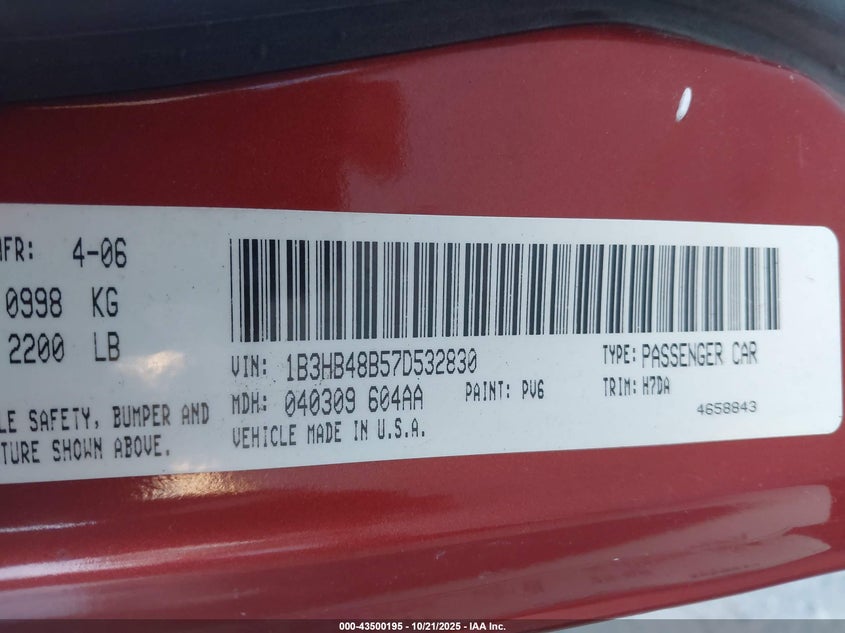 MFR: 4-06
0998 KG
2200 LB
LE SAFETY, BUMPER AND
TURE SHOWN ABOVE.
VIN: 1B3HB48B57D532830
TYPE: PASSENGER CAR
MDH: 040309 604AA
PAINT: PV6
TRIM: H7DA
VEHICLE MADE IN U.S.A.
4658843
000-43500195 - 10/21/2025 - IAA Inc.